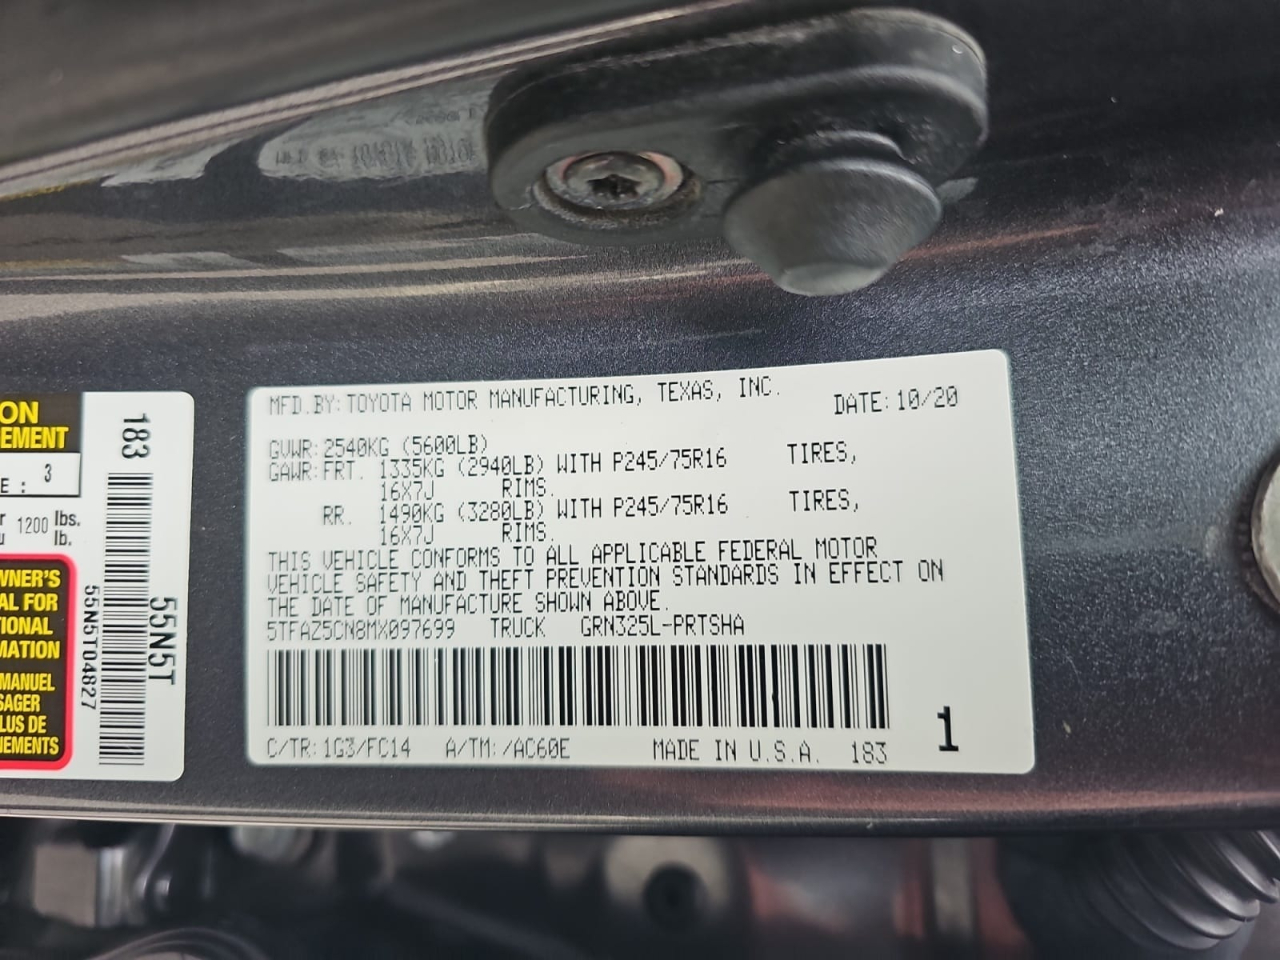 ON
EMENT
E : 3
r 1200 lbs.
u lb.
WNER'S
AL FOR
IONAL
MATION
MANUEL
SAGER
LUS DE
NEMENTS
183
55N5T
55N5T04827
MFD.BY:TOYOTA MOTOR MANUFACTURING, TEXAS, INC. DATE:10/20
GVWR:2540KG (5600LB)
GAWR:FRT. 1335KG (2940LB) WITH P245/75R16 TIRES,
16X7J RIMS.
RR. 1490KG (3280LB) WITH P245/75R16 TIRES,
16X7J RIMS.
THIS VEHICLE CONFORMS TO ALL APPLICABLE FEDERAL MOTOR
VEHICLE SAFETY AND THEFT PREVENTION STANDARDS IN EFFECT ON
THE DATE OF MANUFACTURE SHOWN ABOVE.
5TFAZ5CN8MX097699 TRUCK GRN325L-PRTSHA
C/TR:1G3/FC14 A/TM:/AC60E MADE IN U.S.A. 183 1